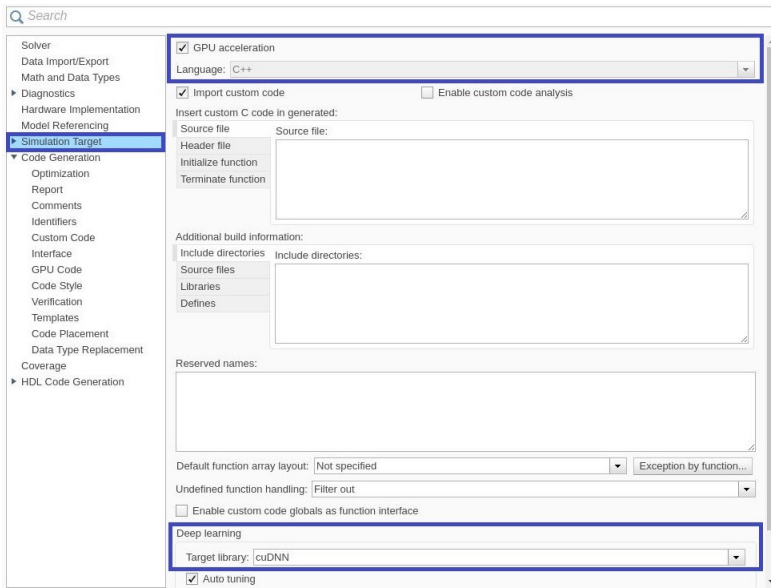 Search
Solver
Data Import/Export
Math and Data Types
Diagnostics
Hardware Implementation
Model Referencing
Simulation Target
Code Generation
Optimization
Report
Comments
Identifiers
Custom Code
Interface
GPU Code
Code Style
Verification
Templates
Code Placement
Data Type Replacement
Coverage
HDL Code Generation
GPU acceleration
Language: C++
Import custom code Enable custom code analysis
Insert custom C code in generated:
Source file
Header file
Initialize function
Terminate function
Source file:
Additional build information:
Include directories
Source files
Libraries
Defines
Include directories:
Reserved names:
Default function array layout: Not specified Exception by function...
Undefined function handling: Filter out
Enable custom code globals as function interface
Deep learning
Target library: cuDNN
Auto tuning